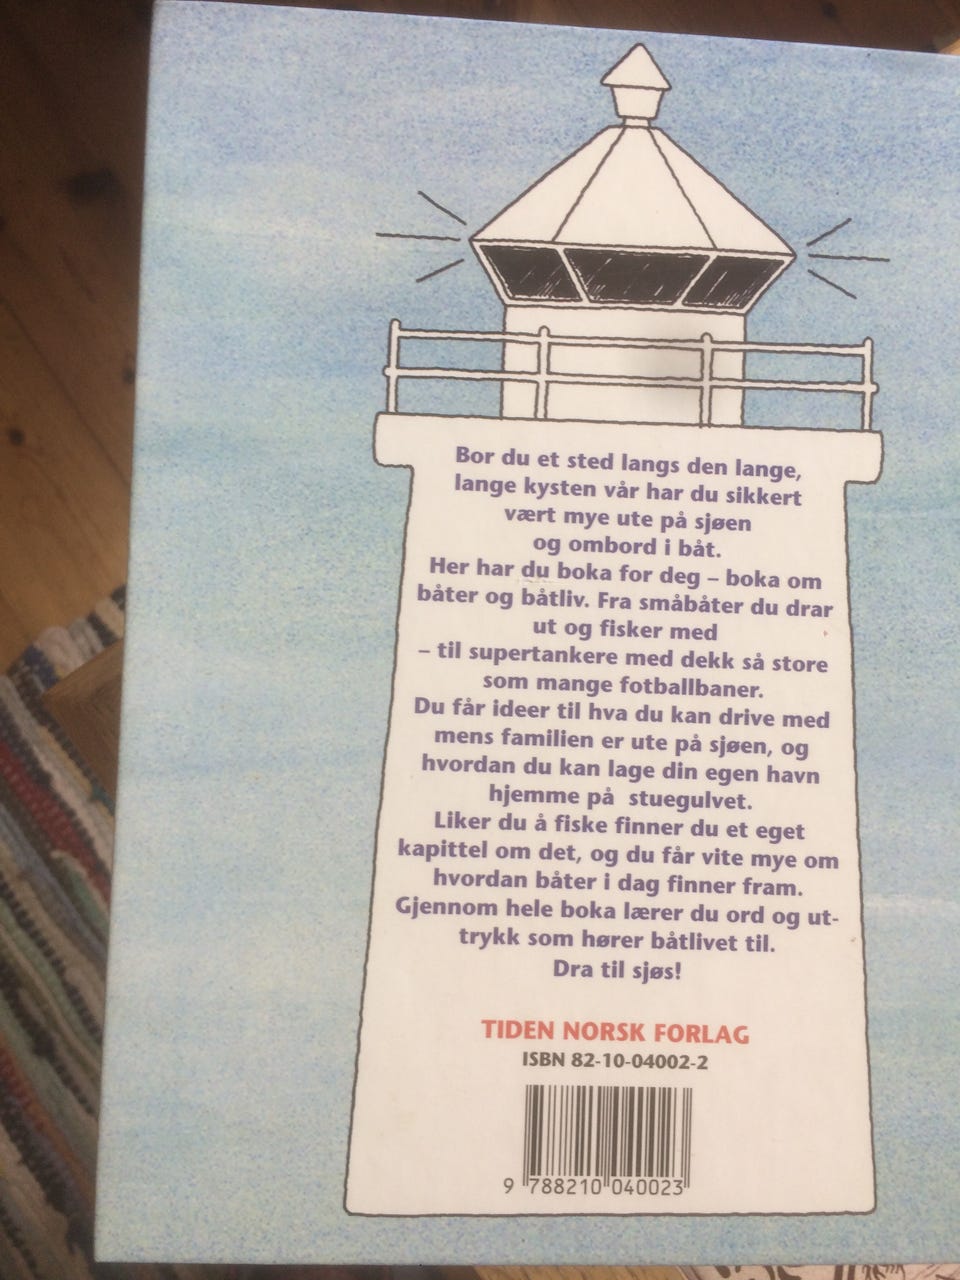 Bor du et sted langs den lange,
lange kysten vår har du sikkert
vært mye ute på sjøen
og ombord i båt.
Her har du boka for deg – boka om
båter og båtliv. Fra småbåter du drar
ut og fisker med
– til supertankere med dekk så store
som mange fotballbaner.
Du får ideer til hva du kan drive med
mens familien er ute på sjøen, og
hvordan du kan lage din egen havn
hjemme på stuegulvet.
Liker du å fiske finner du et eget
kapittel om det, og du får vite mye om
hvordan båter i dag finner fram.
Gjennom hele boka lærer du ord og ut-
trykk som hører båtlivet til.
Dra til sjøs!
TIDEN NORSK FORLAG
ISBN 82-10-04002-2
9 788210 040023